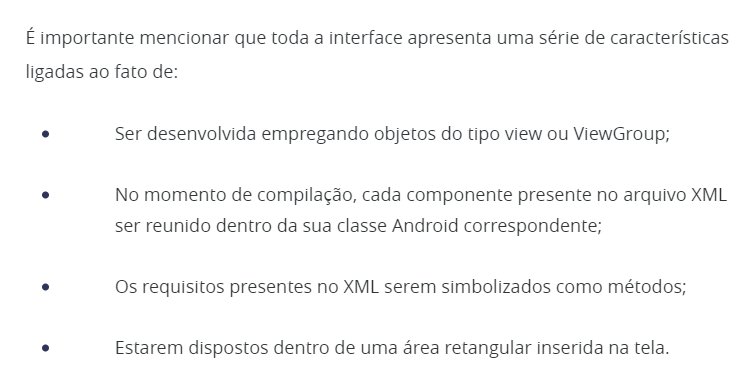 É importante mencionar que toda a interface apresenta uma série de características
ligadas ao fato de:
• Ser desenvolvida empregando objetos do tipo view ou ViewGroup;
• No momento de compilação, cada componente presente no arquivo XML
ser reunido dentro da sua classe Android correspondente;
• Os requisitos presentes no XML serem simbolizados como métodos;
• Estarem dispostos dentro de uma área retangular inserida na tela.